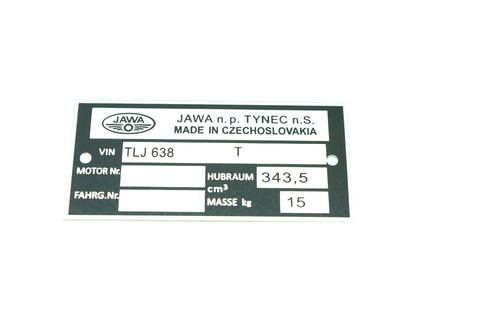 JAWA
JAWA n.p. TYNEC n.S.
MADE IN CZECHOSLOVAKIA
VIN TLJ 638 T
MOTOR Nr. HUBRAUM 343,5
cm³
FAHRG.Nr. MASSE kg 15